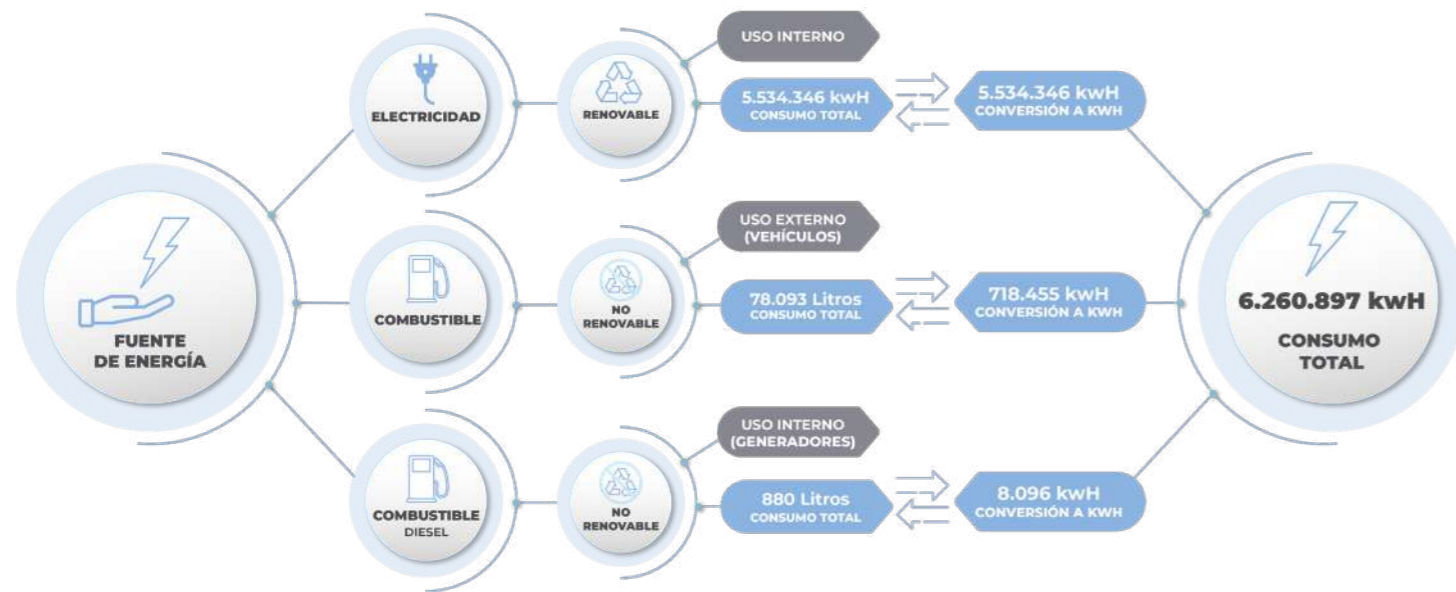 FUENTE
DE ENERGÍA
ELECTRICIDAD
RENOVABLE
USO INTERNO
5.534.346 kwH
CONSUMO TOTAL
5.534.346 kwH
CONVERSIÓN A KWH
COMBUSTIBLE
NO
RENOVABLE
USO EXTERNO
(VEHÍCULOS)
78.093 Litros
CONSUMO TOTAL
718.455 kwH
CONVERSIÓN A KWH
COMBUSTIBLE
DIESEL
NO
RENOVABLE
USO INTERNO
(GENERADORES)
880 Litros
CONSUMO TOTAL
8.096 kwH
CONVERSIÓN A KWH
6.260.897 kwH
CONSUMO
TOTAL